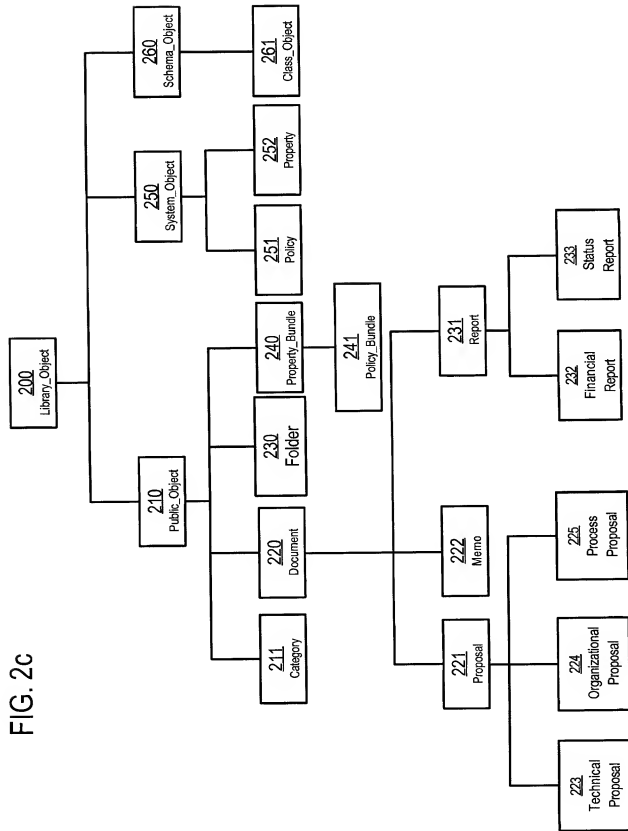 FIG. 2c
200
Library_Object
210
Public_Object
250
System_Object
260
Schema_Object
211
Category
220
Document
230
Folder
240
Property_Bundle
251
Policy
252
Property
261
Class_Object
241
Policy_Bundle
221
Proposal
222
Memo
231
Report
223
Technical
Proposal
224
Organizational
Proposal
225
Process
Proposal
232
Financial
Report
233
Status
Report